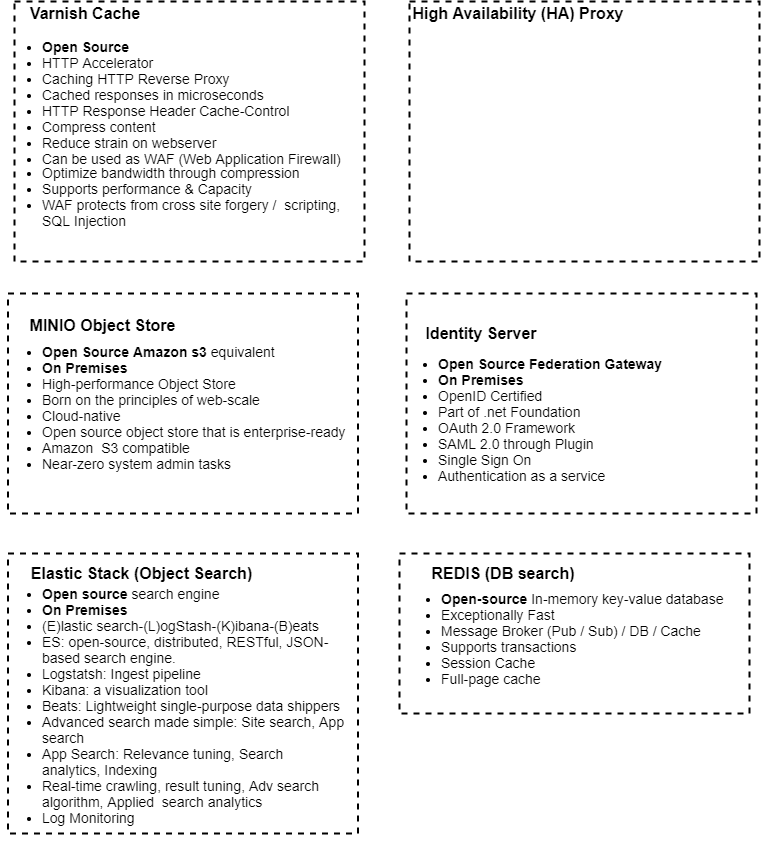 Varnish Cache
• Open Source
• HTTP Accelerator
• Caching HTTP Reverse Proxy
• Cached responses in microseconds
• HTTP Response Header Cache-Control
• Compress content
• Reduce strain on webserver
• Can be used as WAF (Web Application Firewall)
• Optimize bandwidth through compression
• Supports performance & Capacity
• WAF protects from cross site forgery /  scripting,
SQL Injection
High Availability (HA) Proxy
MINIO Object Store
• Open Source Amazon s3 equivalent
• On Premises
• High-performance Object Store
• Born on the principles of web-scale
• Cloud-native
• Open source object store that is enterprise-ready
• Amazon  S3 compatible
• Near-zero system admin tasks
Identity Server
• Open Source Federation Gateway
• On Premises
• OpenID Certified
• Part of .net Foundation
• OAuth 2.0 Framework
• SAML 2.0 through Plugin
• Single Sign On
• Authentication as a service
Elastic Stack (Object Search)
• Open source search engine
• On Premises
• (E)lastic search-(L)ogStash-(K)ibana-(B)eats
• ES: open-source, distributed, RESTful, JSON-
based search engine.
• Logstatsh: Ingest pipeline
• Kibana: a visualization tool
• Beats: Lightweight single-purpose data shippers
• Advanced search made simple: Site search, App
search
• App Search: Relevance tuning, Search
analytics, Indexing
• Real-time crawling, result tuning, Adv search
algorithm, Applied  search analytics
• Log Monitoring
REDIS (DB search)
• Open-source In-memory key-value database
• Exceptionally Fast
• Message Broker (Pub / Sub) / DB / Cache
• Supports transactions
• Session Cache
• Full-page cache